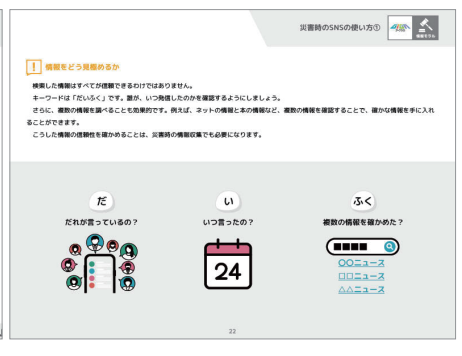 災害時のSNSの使い方①
情報モラル
情報をどう見極めるか
検索した情報はすべてが信頼できるわけではありません。
キーワードは「だいふく」です。誰が、いつ発信したのかを確認するようにしましょう。
さらに、複数の情報を調べることも効果的です。例えば、ネットの情報と本の情報など、複数の情報を確認することで、確かな情報を手に入れ
ることができます。
こうした情報の信頼性を確かめることは、災害時の情報収集でも必要になります。
だ
い
ふく
だれが言っているの?
いつ言ったの?
複数の情報を確かめた?
24
〇〇ニュース
□□ニュース
△△ニュース
22